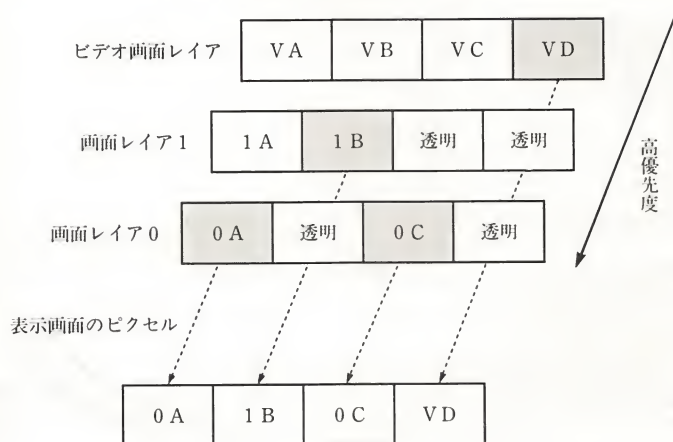 ビデオ画面レイア VA VB VC VD
画面レイア1 1A 1B 透明 透明
高優先度
画面レイア0 0A 透明 0C 透明
表示画面のピクセル
0A 1B 0C VD